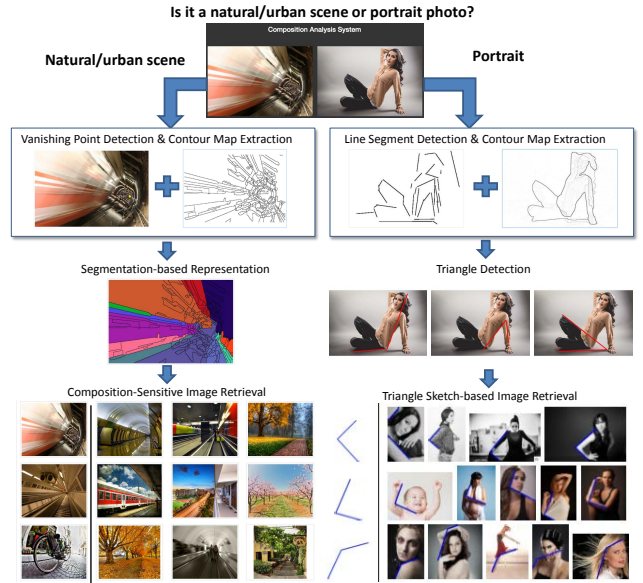 Is it a natural/urban scene or portrait photo?
Composition Analysis System
Natural/urban scene
Portrait
Vanishing Point Detection & Contour Map Extraction
Line Segment Detection & Contour Map Extraction
Segmentation-based Representation
Triangle Detection
Composition-Sensitive Image Retrieval
Triangle Sketch-based Image Retrieval